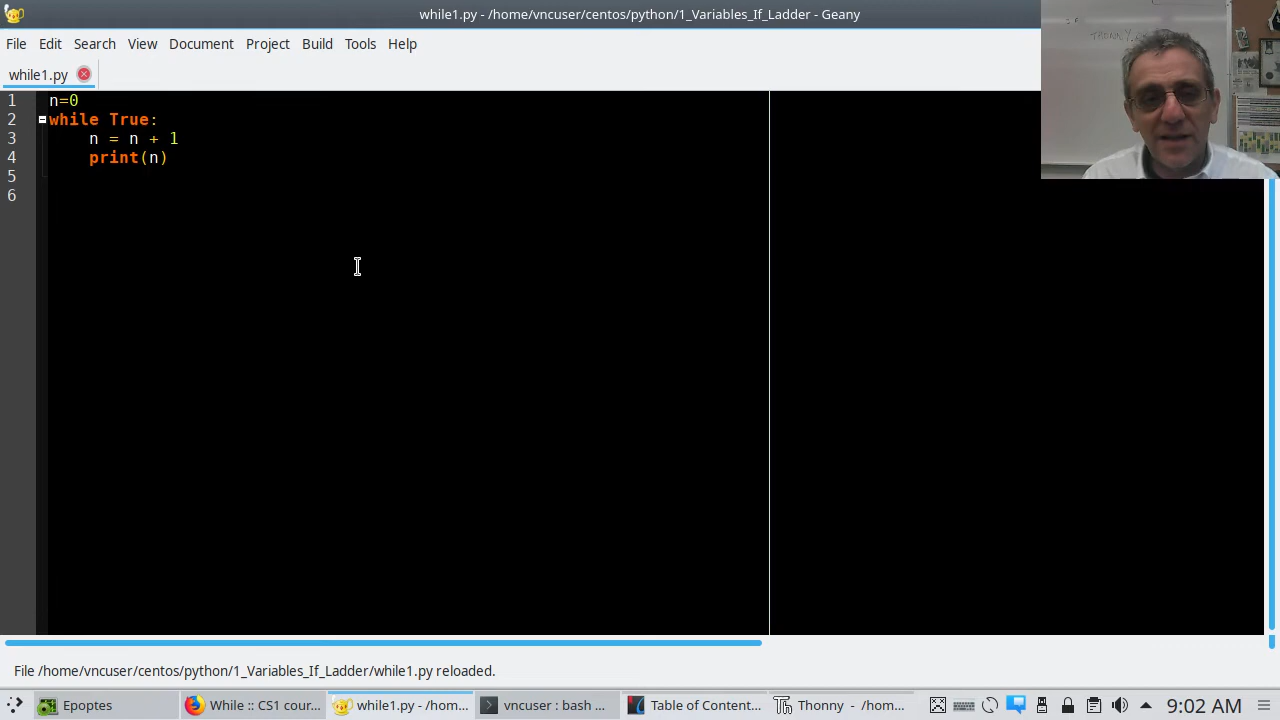 while1.py - /home/vncuser/centos/python/1_Variables_If_Ladder - Geany
File Edit Search View Document Project Build Tools Help
while1.py
1 n=0
2 while True:
3 n = n + 1
4 print(n)
5
6
File /home/vncuser/centos/python/1_Variables_If_Ladder/while1.py reloaded.
Epoptes While :: CS1 cour... while1.py - /hom... vncuser : Bash ... Table of Content... Thonny - /hom... 9:02 AM